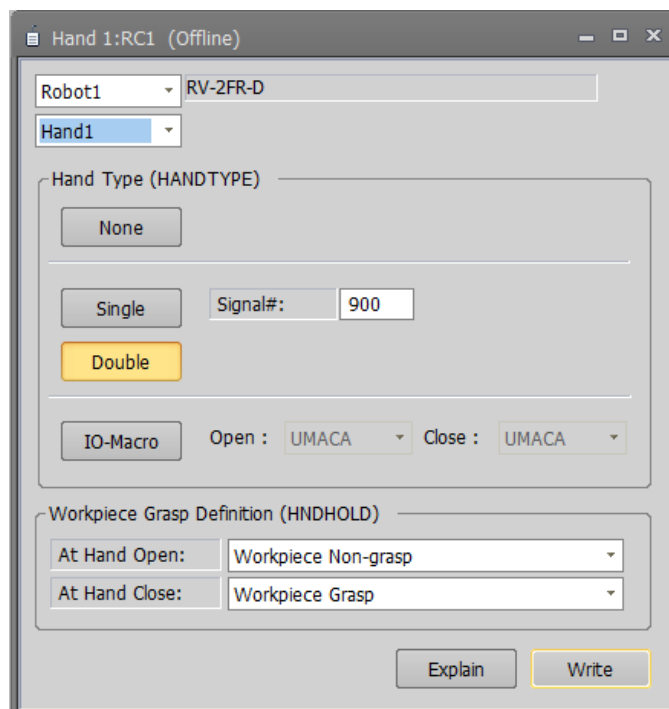 Hand 1:RC1 (Offline)
Robot1 RV-2FR-D
Hand1
Hand Type (HANDTYPE)
None
Single Signal#: 900
Double
IO-Macro Open : UMACA Close : UMACA
Workpiece Grasp Definition (HNDHOLD)
At Hand Open: Workpiece Non-grasp
At Hand Close: Workpiece Grasp
Explain Write